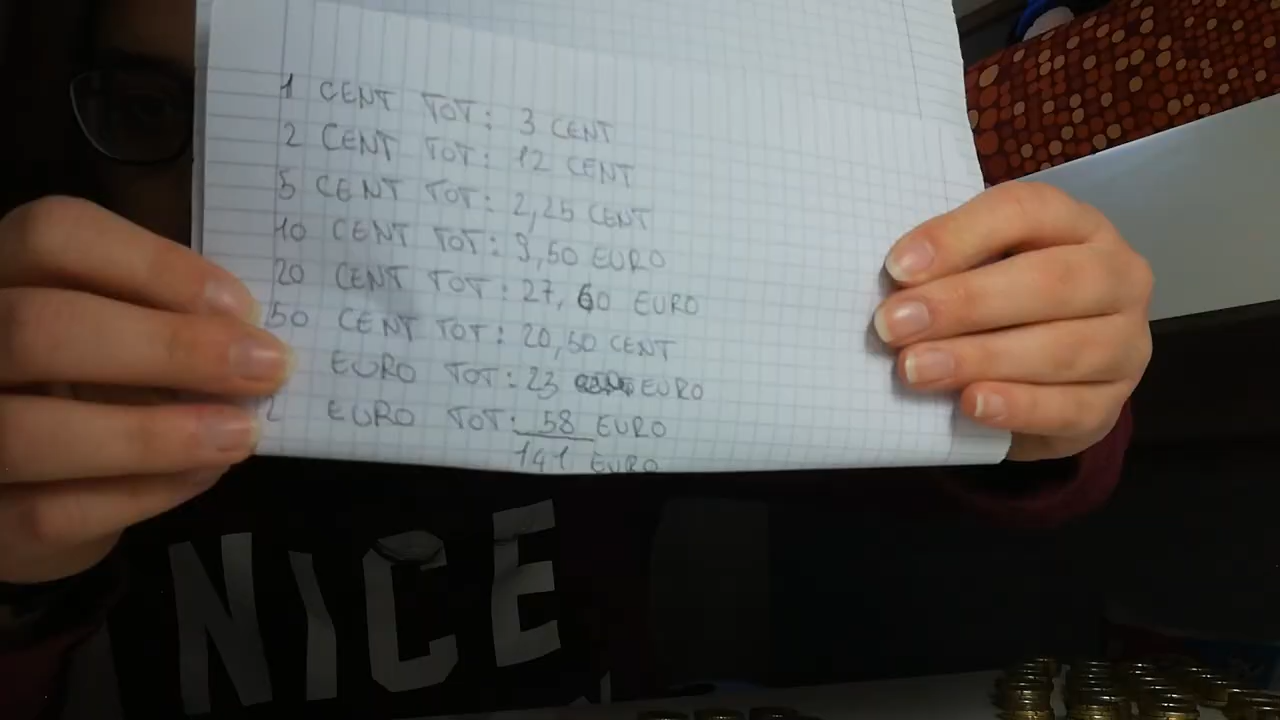 1 CENT TOT: 3 CENT
2 CENT TOT: 12 CENT
5 CENT TOT: 2,25 CENT
10 CENT TOT: 9,50 EURO
20 CENT TOT: 27,60 EURO
50 CENT TOT: 20,50 CENT
EURO TOT: 23 EURO
2 EURO TOT: 58 EURO
141 EURO
NICE